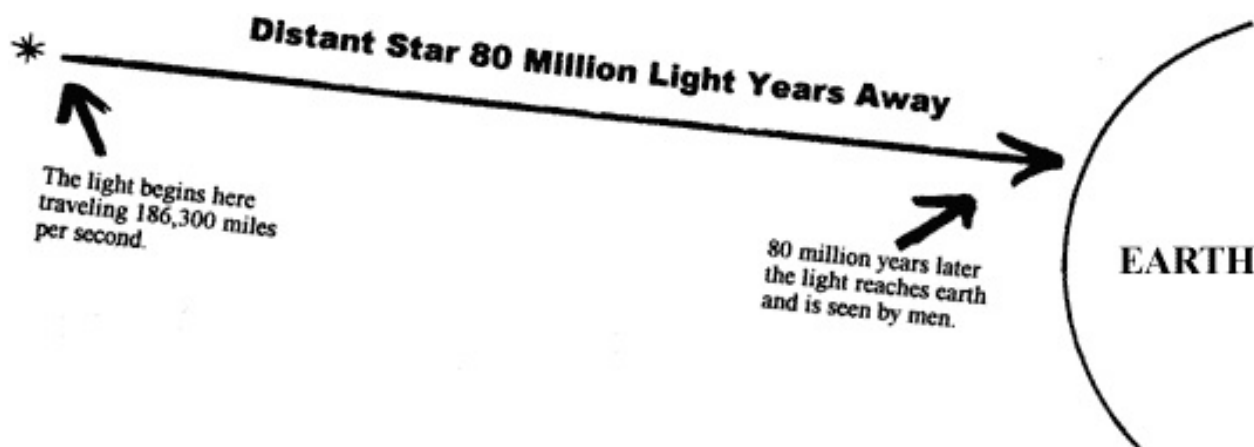 Distant Star 80 Million Light Years Away
The light begins here
traveling 186,300 miles
per second.
80 million years later
the light reaches earth
and is seen by men.
EARTH